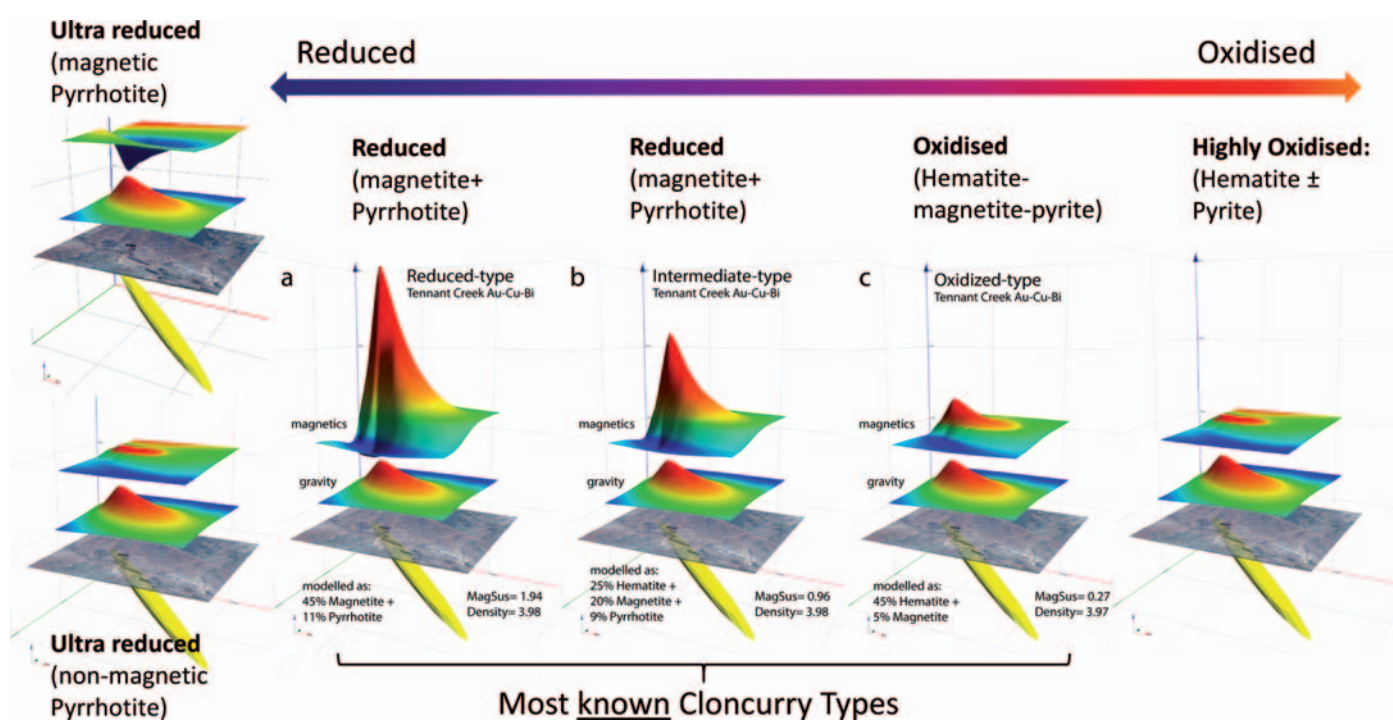 Ultra reduced
(magnetic
Pyrrhotite)
Reduced
Oxidised
Reduced
(magnetite+
Pyrrhotite)
Reduced
(magnetite+
Pyrrhotite)
Oxidised
(Hematite-
magnetite-pyrite)
Highly Oxidised:
(Hematite ±
Pyrite)
a
Reduced-type
Tennant Creek Au-Cu-Bi
magnetics
gravity
modelled as:
45% Magnetite +
11% Pyrrhotite
MagSus= 1.94
Density= 3.98
b
Intermediate-type
Tennant Creek Au-Cu-Bi
magnetics
gravity
modelled as:
25% Hematite +
20% Magnetite +
9% Pyrrhotite
MagSus= 0.96
Density= 3.98
c
Oxidized-type
Tennant Creek Au-Cu-Bi
magnetics
gravity
modelled as:
45% Hematite +
5% Magnetite
MagSus= 0.27
Density= 3.97
Ultra reduced
(non-magnetic
Pyrrhotite)
Most known Cloncurry Types